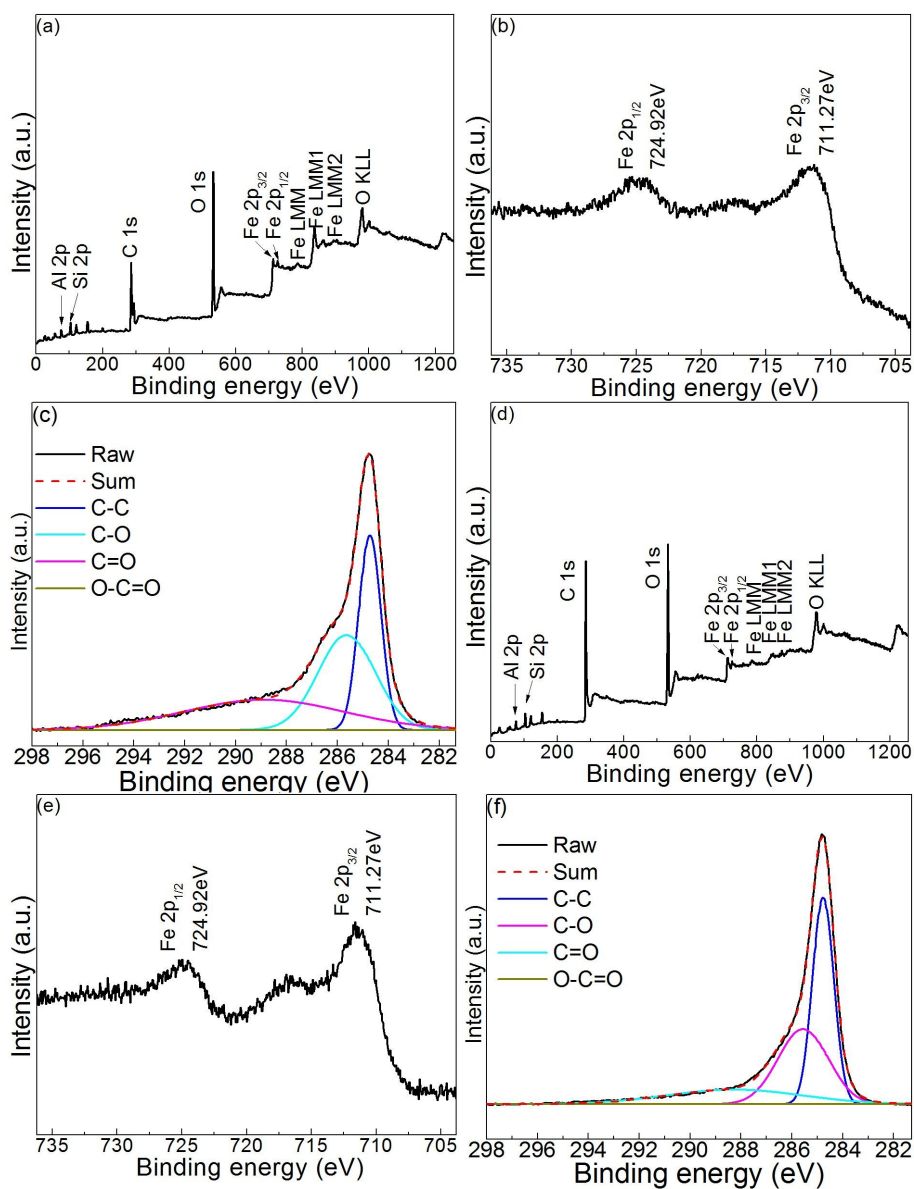 (a)
Intensity (a.u.)
Al 2p
Si 2p
C 1s
O 1s
Fe 2p3/2
Fe 2p1/2
Fe LMM
Fe LMM1
Fe LMM2
O KLL
0 200 400 600 800 1000 1200
Binding energy (eV)
(b)
Intensity (a.u.)
Fe 2p1/2
724.92eV
Fe 2p3/2
711.27eV
735 730 725 720 715 710 705
Binding energy (eV)
(c)
Intensity (a.u.)
Raw
Sum
C-C
C-O
C=O
O-C=O
298 296 294 292 290 288 286 284 282
Binding energy (eV)
(d)
Intensity (a.u.)
Al 2p
Si 2p
C 1s
O 1s
Fe 2p3/2
Fe 2p1/2
Fe LMM
Fe LMM1
Fe LMM2
O KLL
0 200 400 600 800 1000 1200
Binding energy (eV)
(e)
Intensity (a.u.)
Fe 2p1/2
724.92eV
Fe 2p3/2
711.27eV
735 730 725 720 715 710 705
Binding energy (eV)
(f)
Intensity (a.u.)
Raw
Sum
C-C
C-O
C=O
O-C=O
298 296 294 292 290 288 286 284 282
Binding energy (eV)